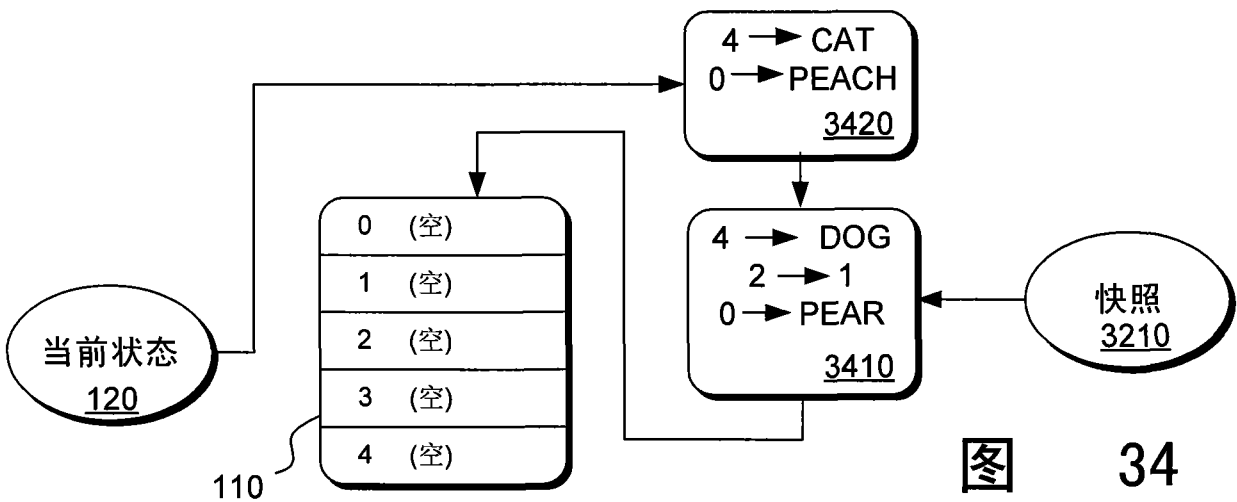 4 → CAT
0 → PEACH
3420
0 (空)
1 (空)
2 (空)
3 (空)
4 (空)
110
当前状态
120
4 → DOG
2 → 1
0 → PEAR
3410
快照
3210
图 34